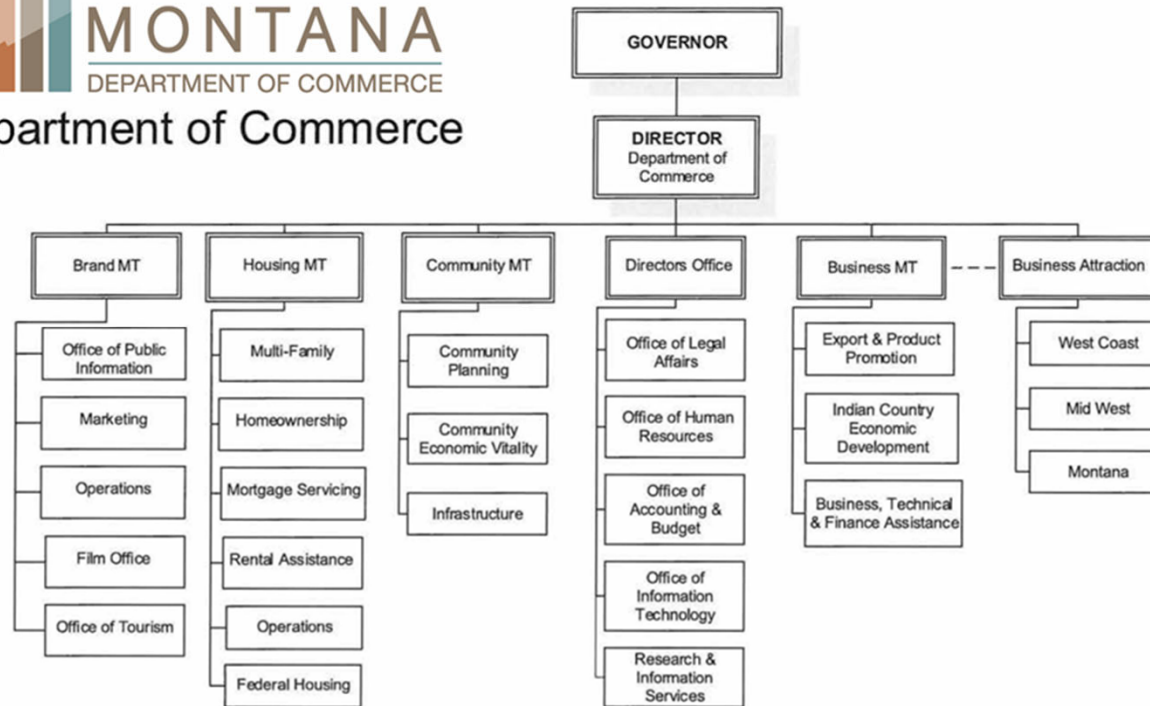 MONTANA
DEPARTMENT OF COMMERCE
partment of Commerce
GOVERNOR
DIRECTOR
Department of
Commerce
Brand MT
Office of Public
Information
Marketing
Operations
Film Office
Office of Tourism
Housing MT
Multi-Family
Homeownership
Mortgage Servicing
Rental Assistance
Operations
Federal Housing
Community MT
Community
Planning
Community
Economic Vitality
Infrastructure
Directors Office
Office of Legal
Affairs
Office of Human
Resources
Office of
Accounting &
Budget
Office of
Information
Technology
Research &
Information
Services
Business MT
Export & Product
Promotion
Indian Country
Economic
Development
Business, Technical
& Finance Assistance
Business Attraction
West Coast
Mid West
Montana